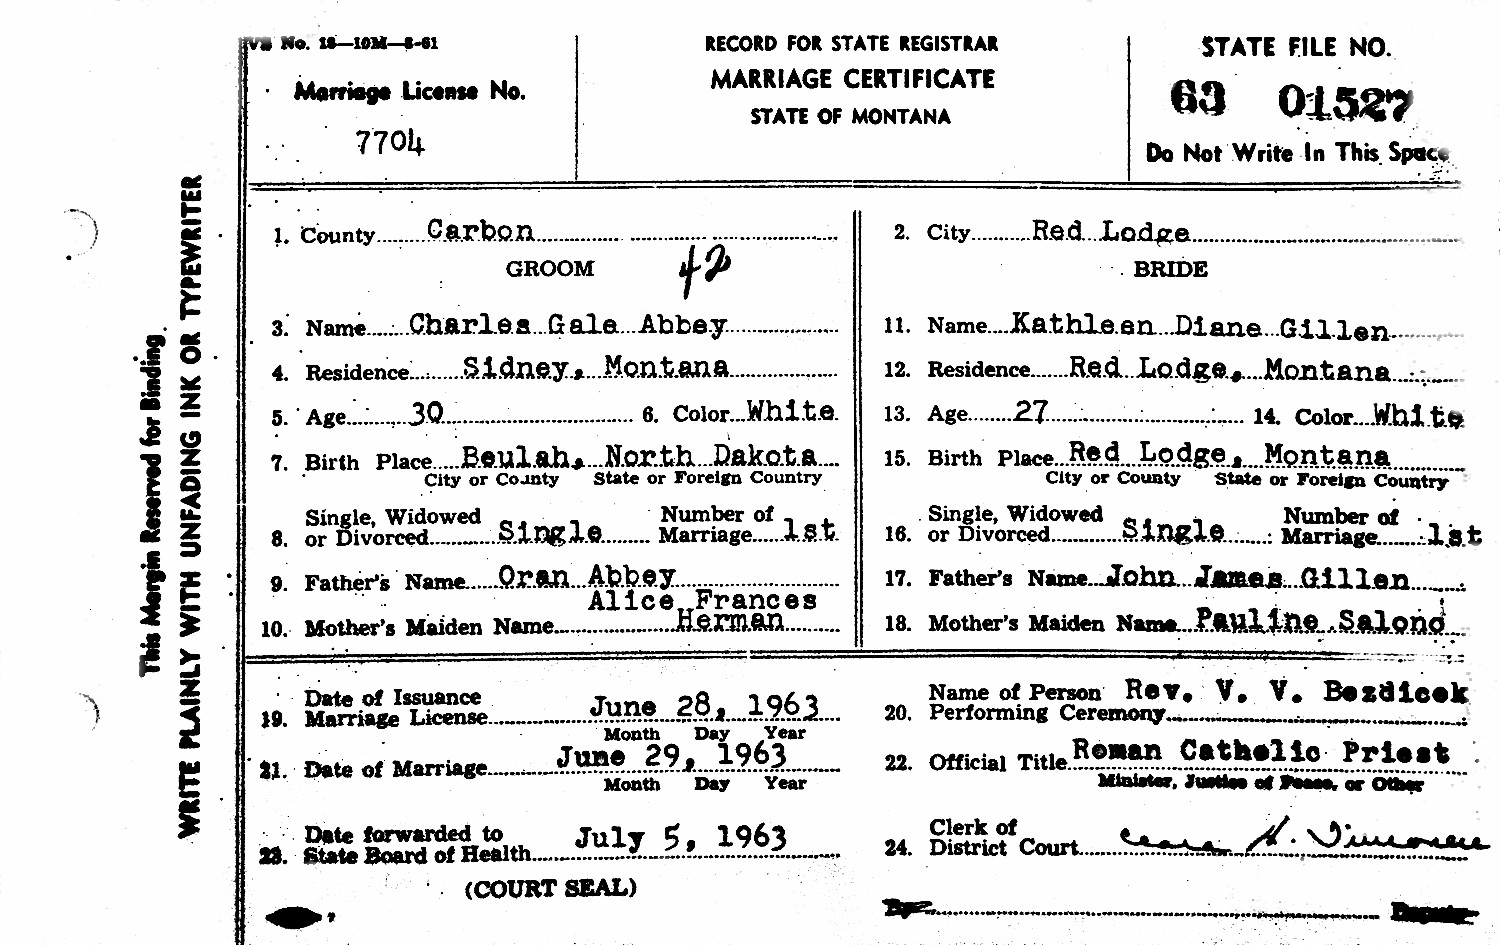 VS No. 18—10M—8-61
Marriage License No.
7704
RECORD FOR STATE REGISTRAR
MARRIAGE CERTIFICATE
STATE OF MONTANA
STATE FILE NO.
63 01527
Do Not Write In This Space
This Margin Reserved for Binding
WRITE PLAINLY WITH UNFADING INK OR TYPEWRITER
1. County Carbon
2. City Red Lodge
GROOM 42
BRIDE
3. Name Charles Gale Abbey
11. Name Kathleen Diane Gillen
4. Residence Sidney, Montana
12. Residence Red Lodge, Montana
5. Age 30 6. Color White
13. Age 27 14. Color White
7. Birth Place Beulah, North Dakota
City or County State or Foreign Country
15. Birth Place Red Lodge, Montana
City or County State or Foreign Country
Single, Widowed Number of
8. or Divorced Single Marriage 1st
Single, Widowed Number of
16. or Divorced Single Marriage 1st
9. Father's Name Oran Abbey
17. Father's Name John James Gillen
Alice Frances
10. Mother's Maiden Name Herman
18. Mother's Maiden Name Pauline Salono
Date of Issuance
19. Marriage License June 28, 1963
Month Day Year
Name of Person Rev. V. V. Bezdicek
20. Performing Ceremony
21. Date of Marriage June 29, 1963
Month Day Year
22. Official Title Roman Catholic Priest
Minister, Justice of Peace, or Other
Date forwarded to
23. State Board of Health July 5, 1963
Clerk of
24. District Court H.
(COURT SEAL)
By Deputy